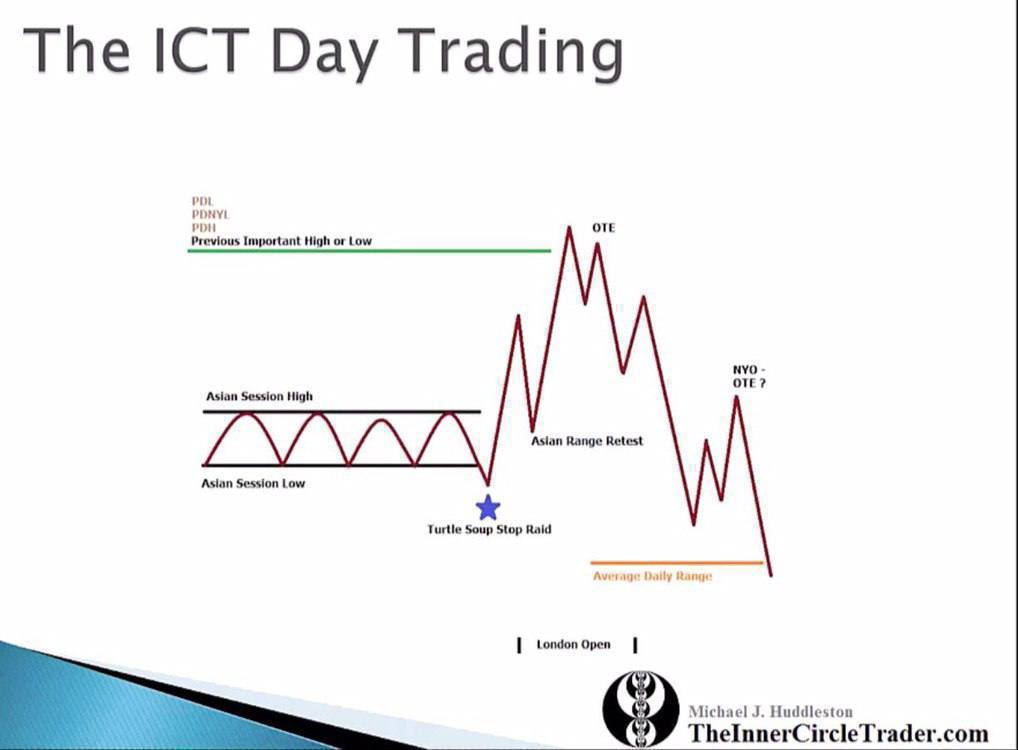 The ICT Day Trading
PDL
PDNYL
PDH
Previous Important High or Low
OTE
NYO -
OTE ?
Asian Session High
Asian Range Retest
Asian Session Low
Turtle Soup Stop Raid
Average Daily Range
| London Open |
Michael J. Huddleston
TheInnerCircleTrader.com